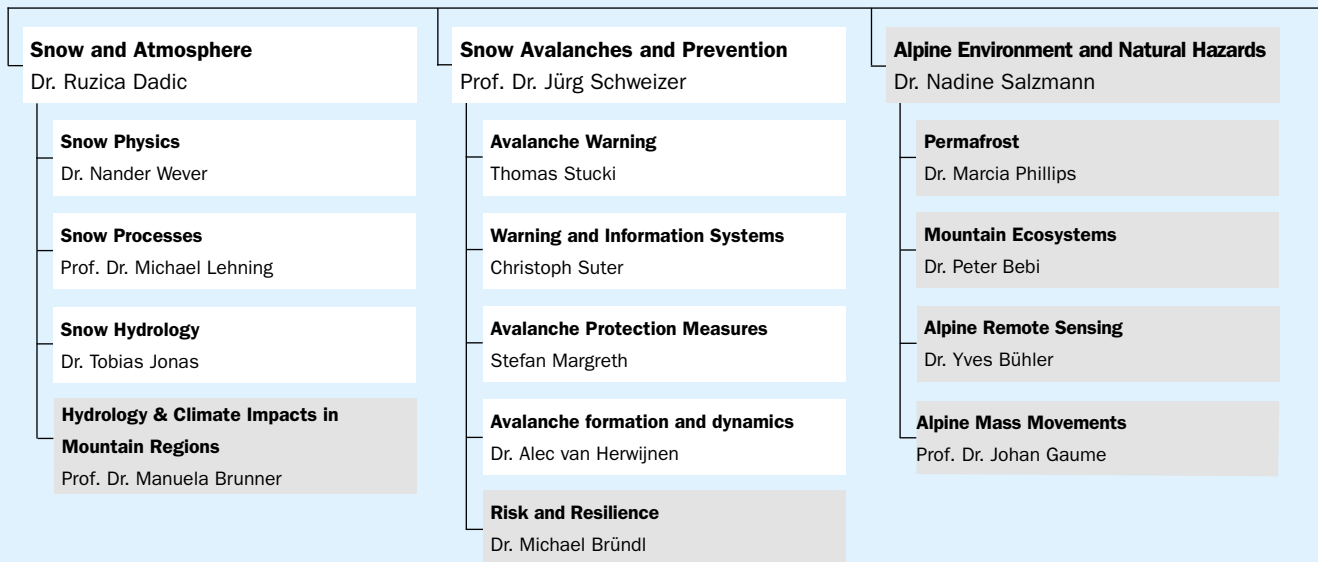 Snow and Atmosphere
Dr. Ruzica Dadic
Snow Physics
Dr. Nander Wever
Snow Processes
Prof. Dr. Michael Lehning
Snow Hydrology
Dr. Tobias Jonas
Hydrology & Climate Impacts in
Mountain Regions
Prof. Dr. Manuela Brunner
Snow Avalanches and Prevention
Prof. Dr. Jürg Schweizer
Avalanche Warning
Thomas Stucki
Warning and Information Systems
Christoph Suter
Avalanche Protection Measures
Stefan Margreth
Avalanche formation and dynamics
Dr. Alec van Herwijnen
Risk and Resilience
Dr. Michael Bründl
Alpine Environment and Natural Hazards
Dr. Nadine Salzmann
Permafrost
Dr. Marcia Phillips
Mountain Ecosystems
Dr. Peter Bebi
Alpine Remote Sensing
Dr. Yves Bühler
Alpine Mass Movements
Prof. Dr. Johan Gaume